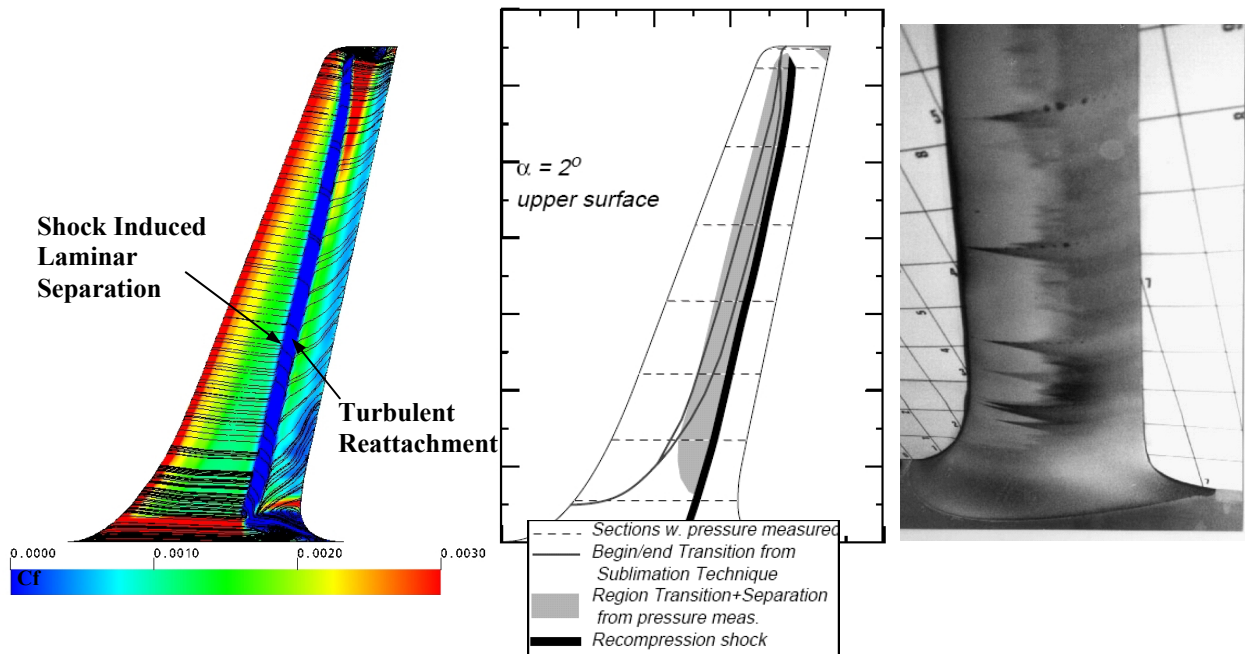 Shock Induced
Laminar
Separation
Turbulent
Reattachment
0.0000 0.0010 0.0020 0.0030
Cf
α = 2º
upper surface
Sections w. pressure measured
Begin/end Transition from
Sublimation Technique
Region Transition+Separation
from pressure meas.
Recompression shock